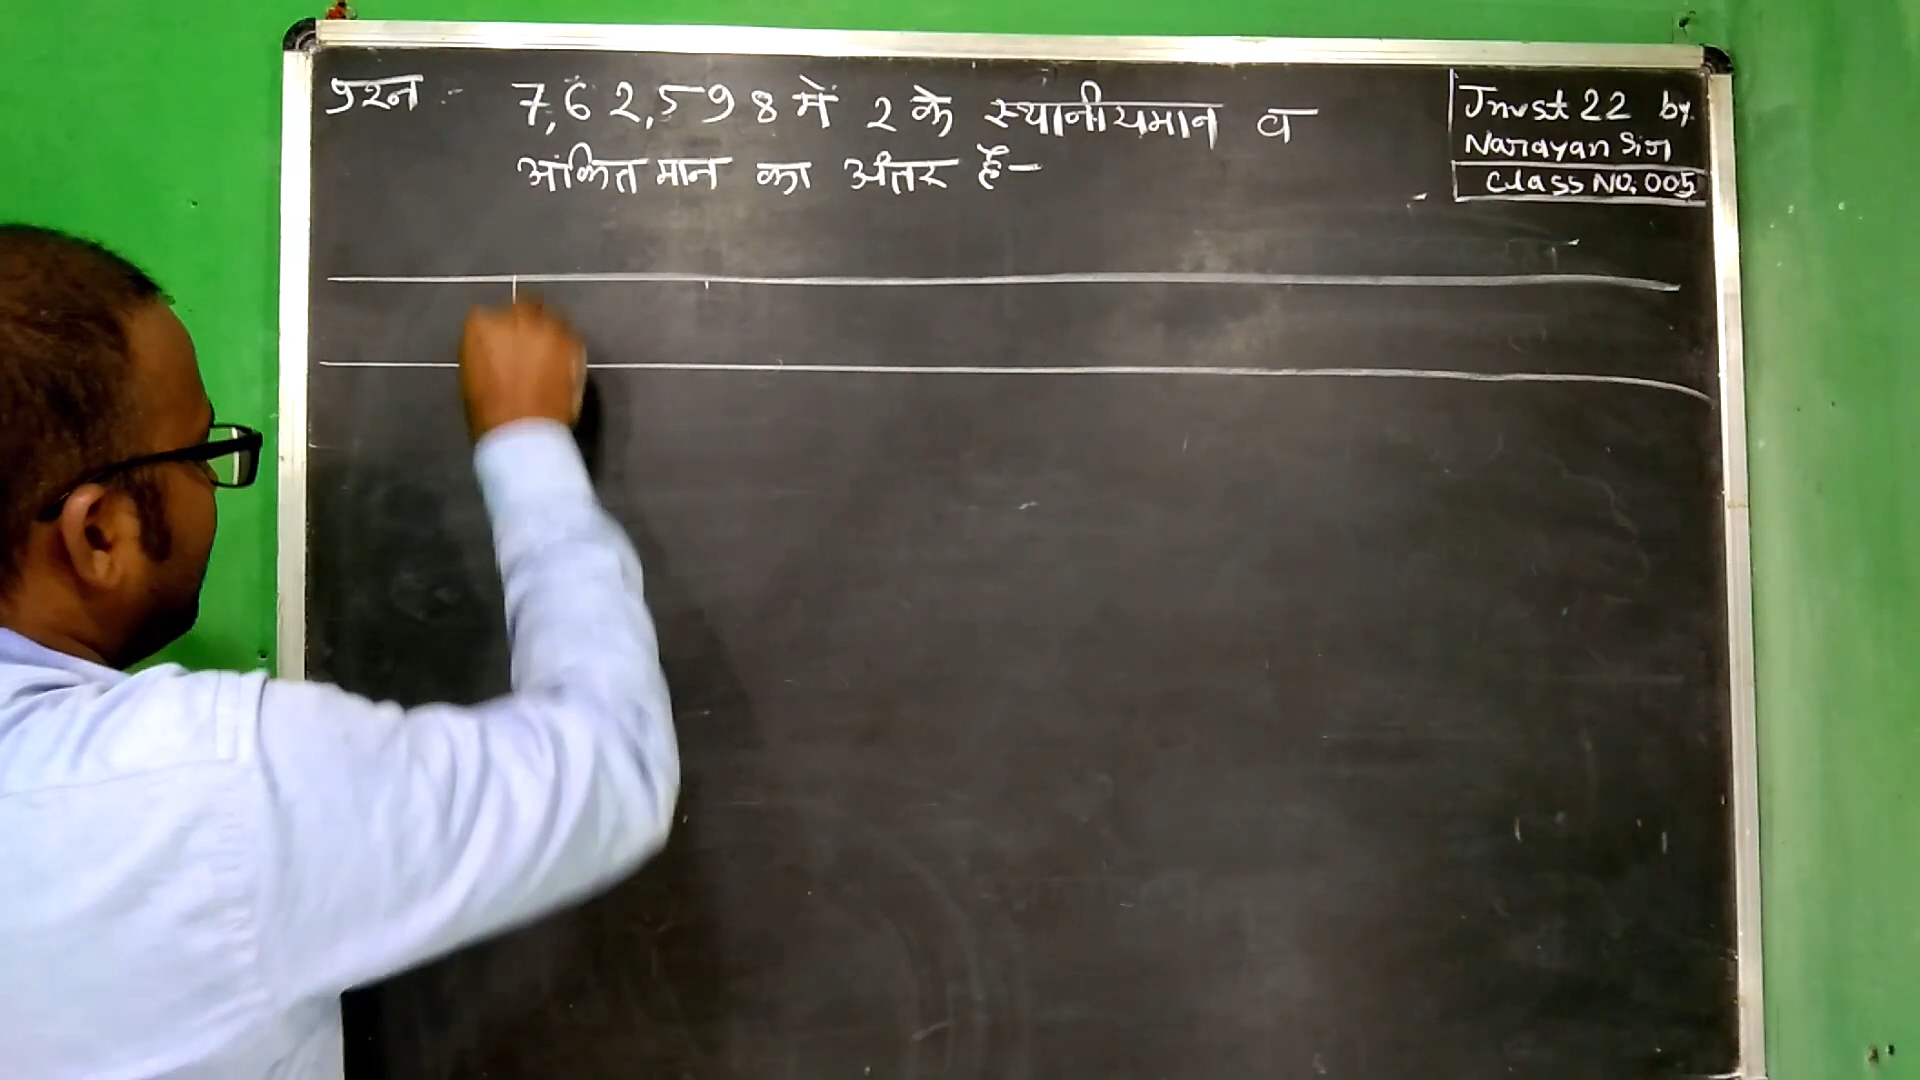 प्रश्न - 7,62,598 में 2 के स्थानीयमान व
अंकित मान का अंतर है-
Jnvst 22 by
Narayan Sir
Class NO. 005